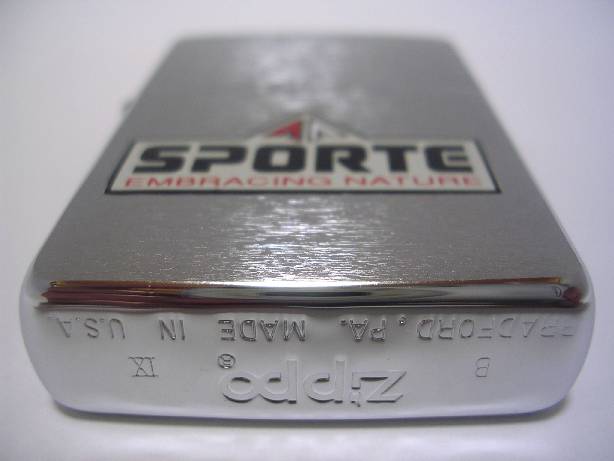 SPORTE
EMBRACING NATURE
B Zippo® IX
BRADFORD, PA. MADE IN U.S.A.